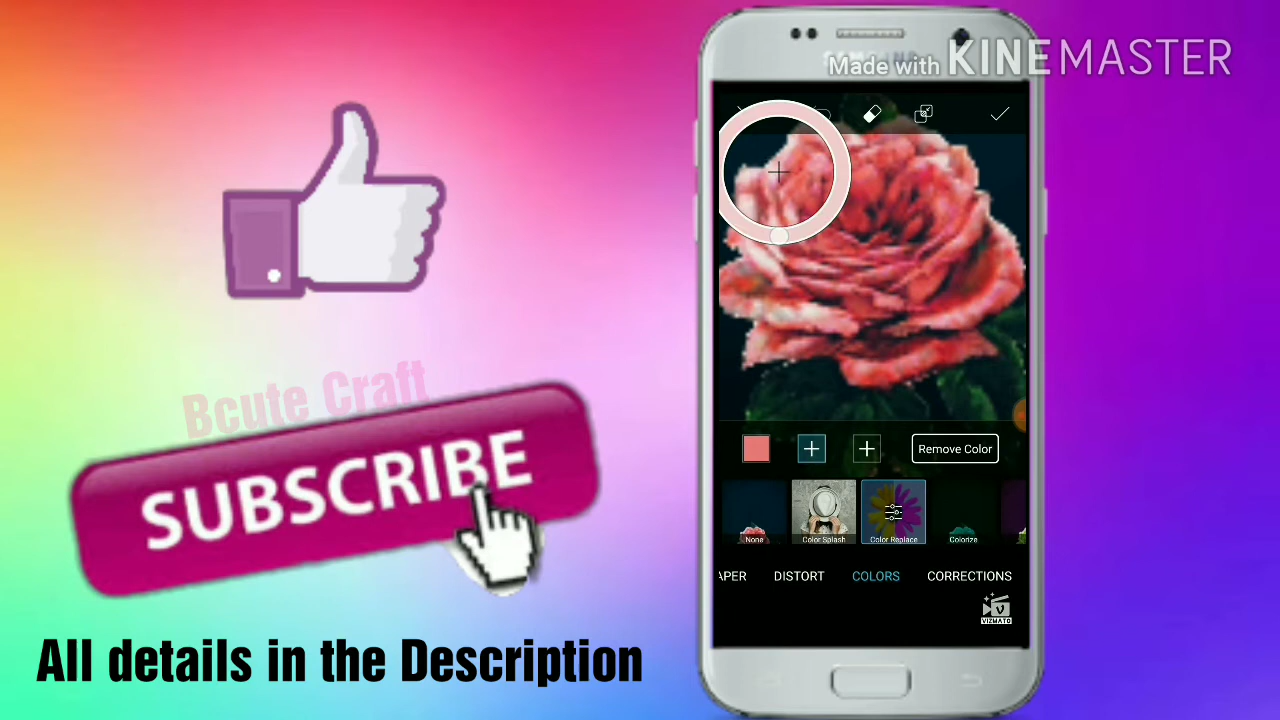 Made with KINEMASTER
SAMSUNG
Bcute Craft
SUBSCRIBE
All details in the Description
Remove Color
None
Color Splash
Color Replace
Colorize
APER
DISTORT
COLORS
CORRECTIONS
VIZMATO